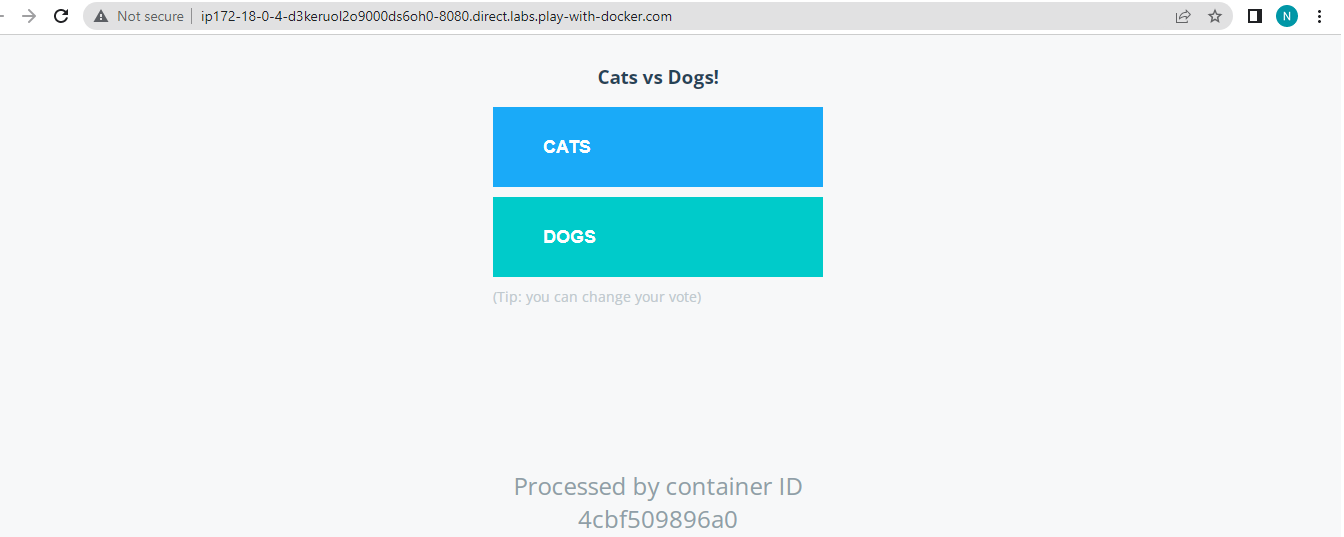 Not secure ip172-18-0-4-d3keruol2o9000ds6oh0-8080.direct.labs.play-with-docker.com
N
Cats vs Dogs!
CATS
DOGS
(Tip: you can change your vote)
Processed by container ID
4cbf509896a0